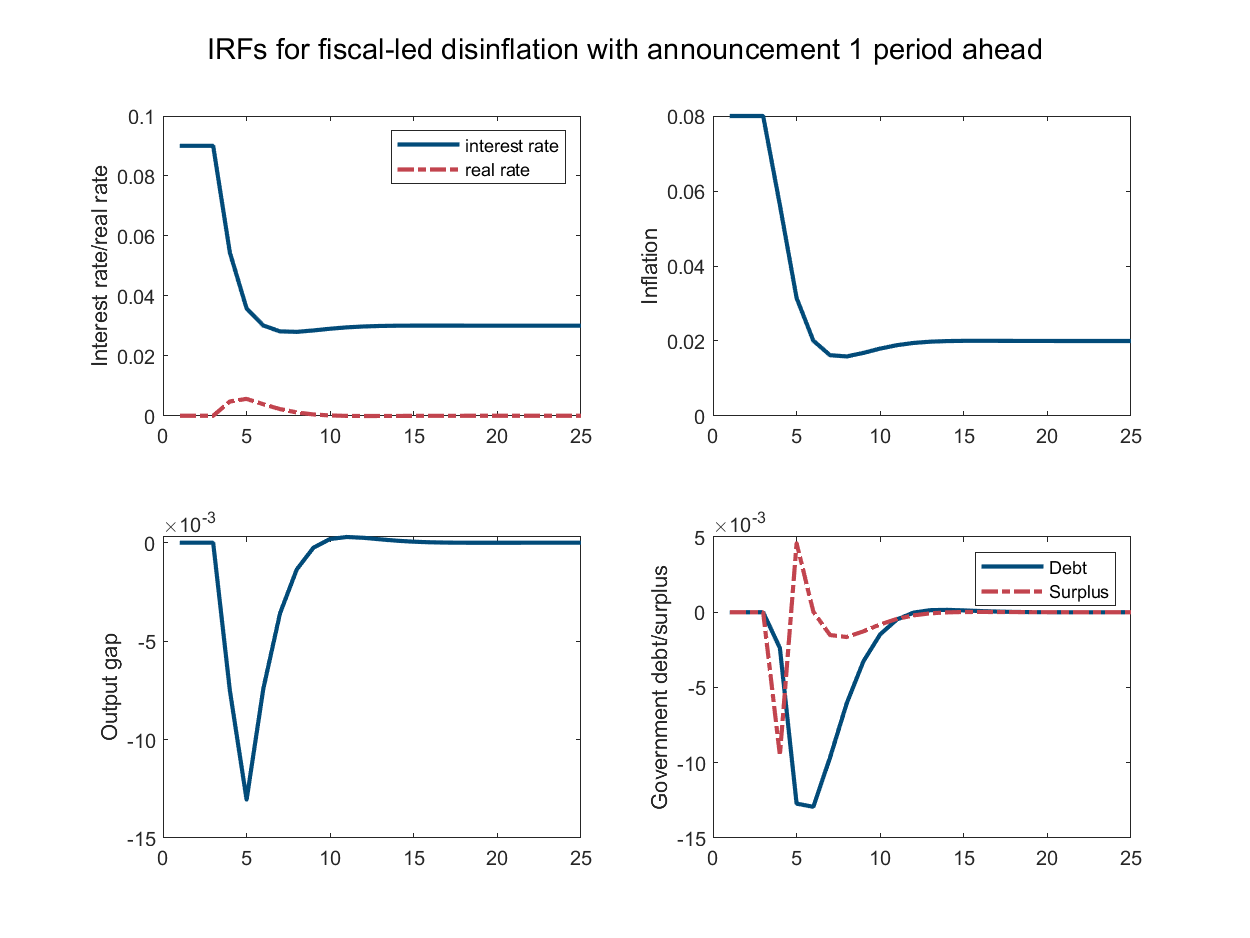 IRFs for fiscal-led disinflation with announcement 1 period ahead
Interest rate/real rate
0.1
0.08
0.06
0.04
0.02
0
0 5 10 15 20 25
interest rate
real rate
Inflation
0.08
0.06
0.04
0.02
0
0 5 10 15 20 25
Output gap
×10⁻³
0
-5
-10
-15
0 5 10 15 20 25
Government debt/surplus
×10⁻³
5
0
-5
-10
-15
0 5 10 15 20 25
Debt
Surplus